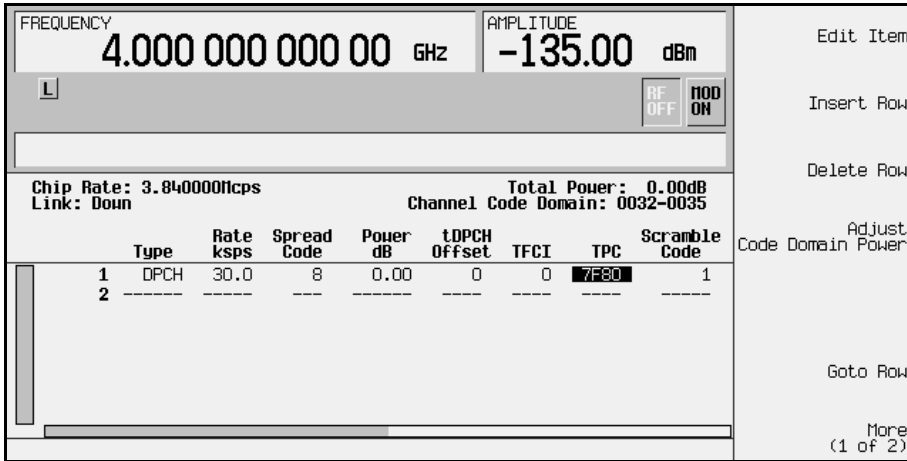 FREQUENCY
4.000 000 000 00 GHz
AMPLITUDE
-135.00 dBm
L
RF OFF
MOD ON
Chip Rate: 3.840000Mcps
Total Power: 0.00dB
Link: Down
Channel Code Domain: 0032-0035
Type Rate ksps Spread Code Power dB tDPCH Offset TFCI TPC Scramble Code
1 DPCH 30.0 8 0.00 0 0 7F80 1
2 ------ ----- --- ------ ---- ---- ---- -----
Edit Item
Insert Row
Delete Row
Adjust
Code Domain Power
Goto Row
More
(1 of 2)